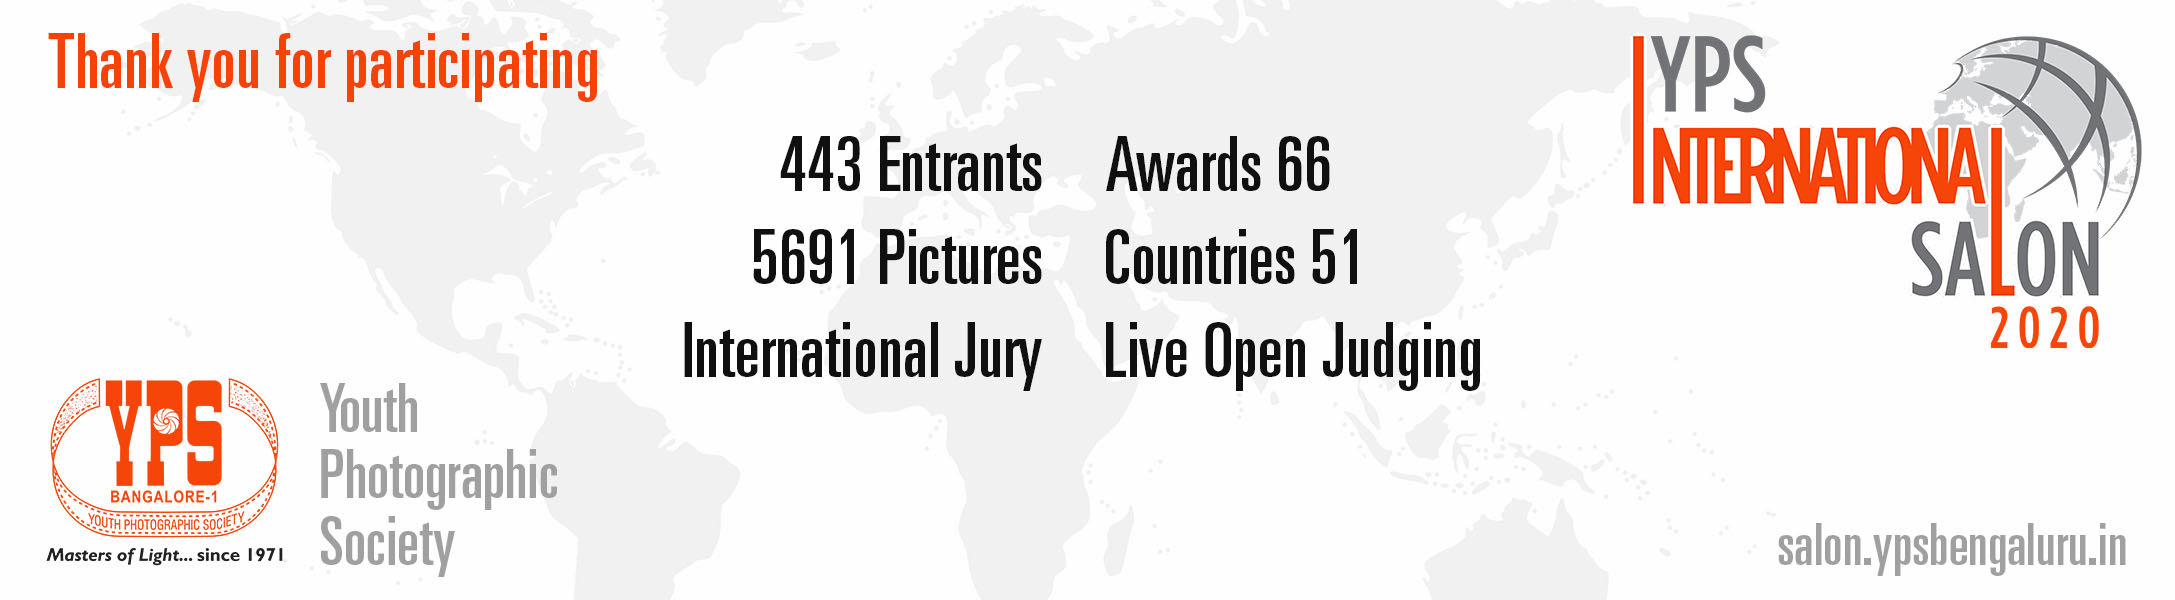 Thank you for participating
443 Entrants Awards 66
5691 Pictures Countries 51
International Jury Live Open Judging
YPS
INTERNATIONAL
SALON
2020
YPS
BANGALORE-1
YOUTH PHOTOGRAPHIC SOCIETY
Masters of Light... since 1971
Youth
Photographic
Society
salon.ypsbengaluru.in